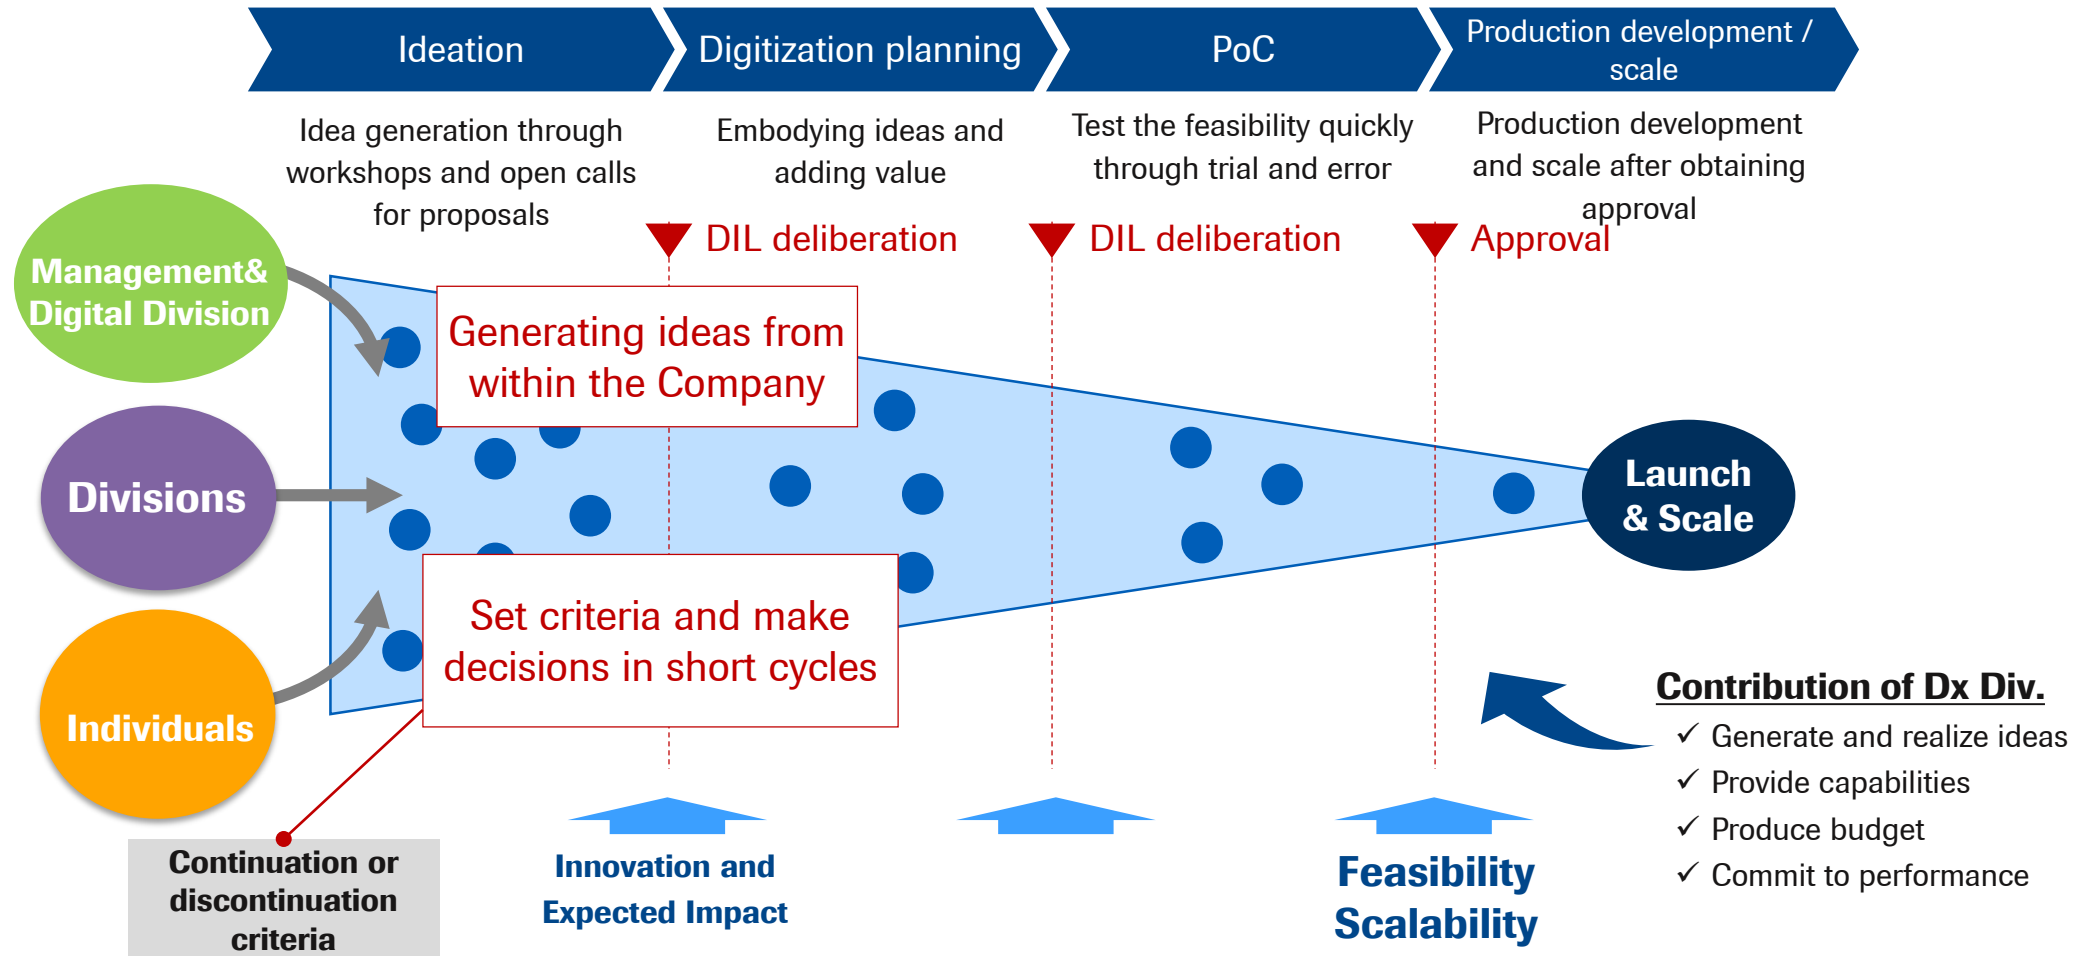 Ideation
Digitization planning
PoC
Production development /
scale
Idea generation through
workshops and open calls
for proposals
Embodying ideas and
adding value
Test the feasibility quickly
through trial and error
Production development
and scale after obtaining
approval
DIL deliberation
DIL deliberation
Approval
Management&
Digital Division
Divisions
Individuals
Generating ideas from
within the Company
Set criteria and make
decisions in short cycles
Launch
& Scale
Continuation or
discontinuation
criteria
Innovation and
Expected Impact
Feasibility
Scalability
Contribution of Dx Div.
✓ Generate and realize ideas
✓ Provide capabilities
✓ Produce budget
✓ Commit to performance